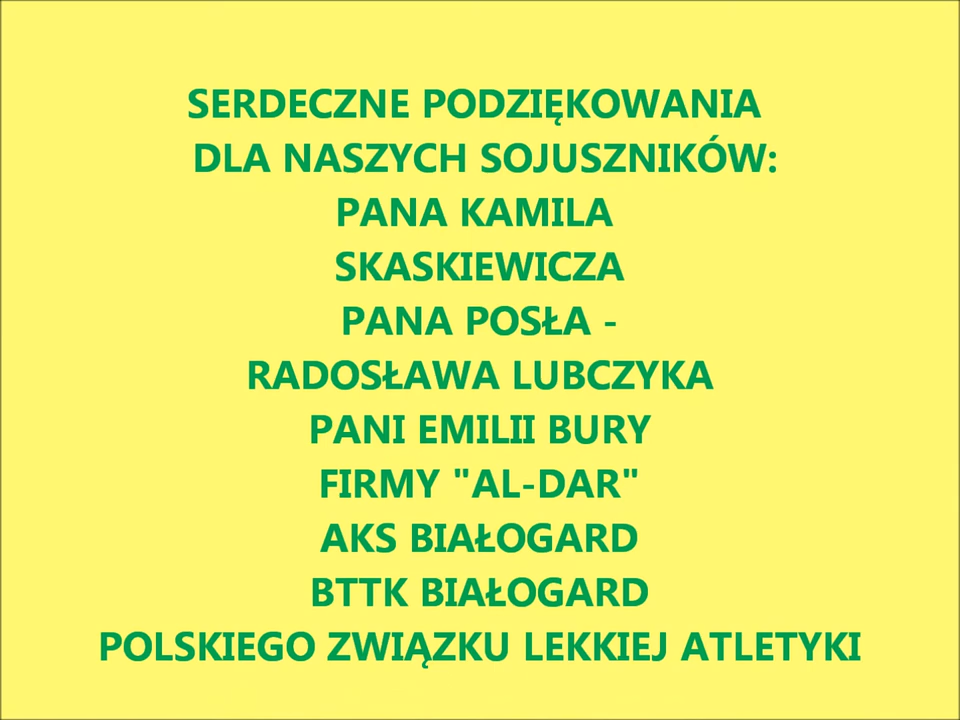 SERDECZNE PODZIĘKOWANIA
DLA NASZYCH SOJUSZNIKÓW:
PANA KAMILA
SKASKIEWICZA
PANA POSŁA -
RADOSŁAWA LUBCZYKA
PANI EMILII BURY
FIRMY "AL-DAR"
AKS BIAŁOGARD
BTTK BIAŁOGARD
POLSKIEGO ZWIĄZKU LEKKIEJ ATLETYKI